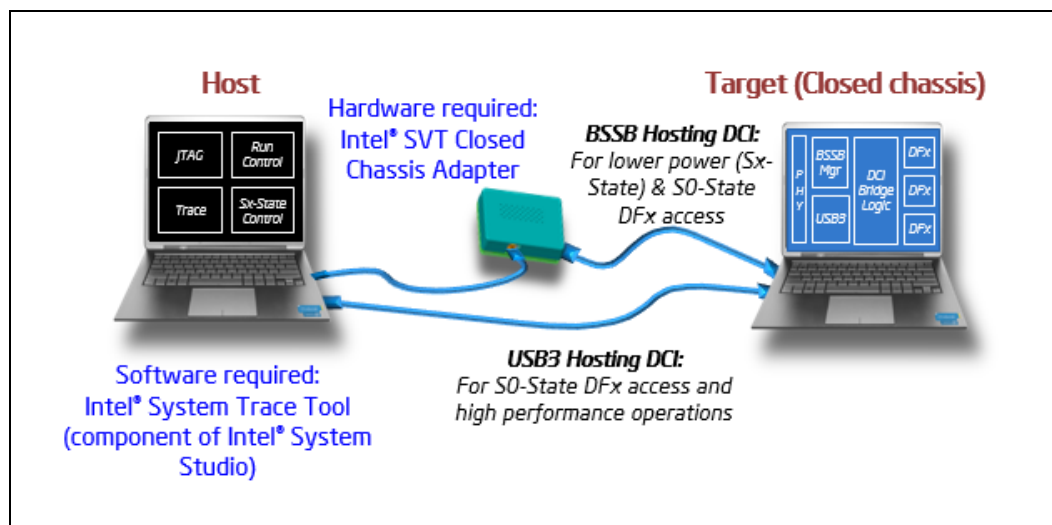 Host
Target (Closed chassis)
Hardware required:
Intel® SVT Closed
Chassis Adapter
BSSB Hosting DCI:
For lower power (Sx-
State) & S0-State
DFx access
JTAG
Run
Control
Trace
Sx-State
Control
P
H
Y
BSSB
Mgr
USB3
DCI
Bridge
Logic
DFx
DFx
DFx
USB3 Hosting DCI:
For S0-State DFx access and
high performance operations
Software required:
Intel® System Trace Tool
(component of Intel® System
Studio)